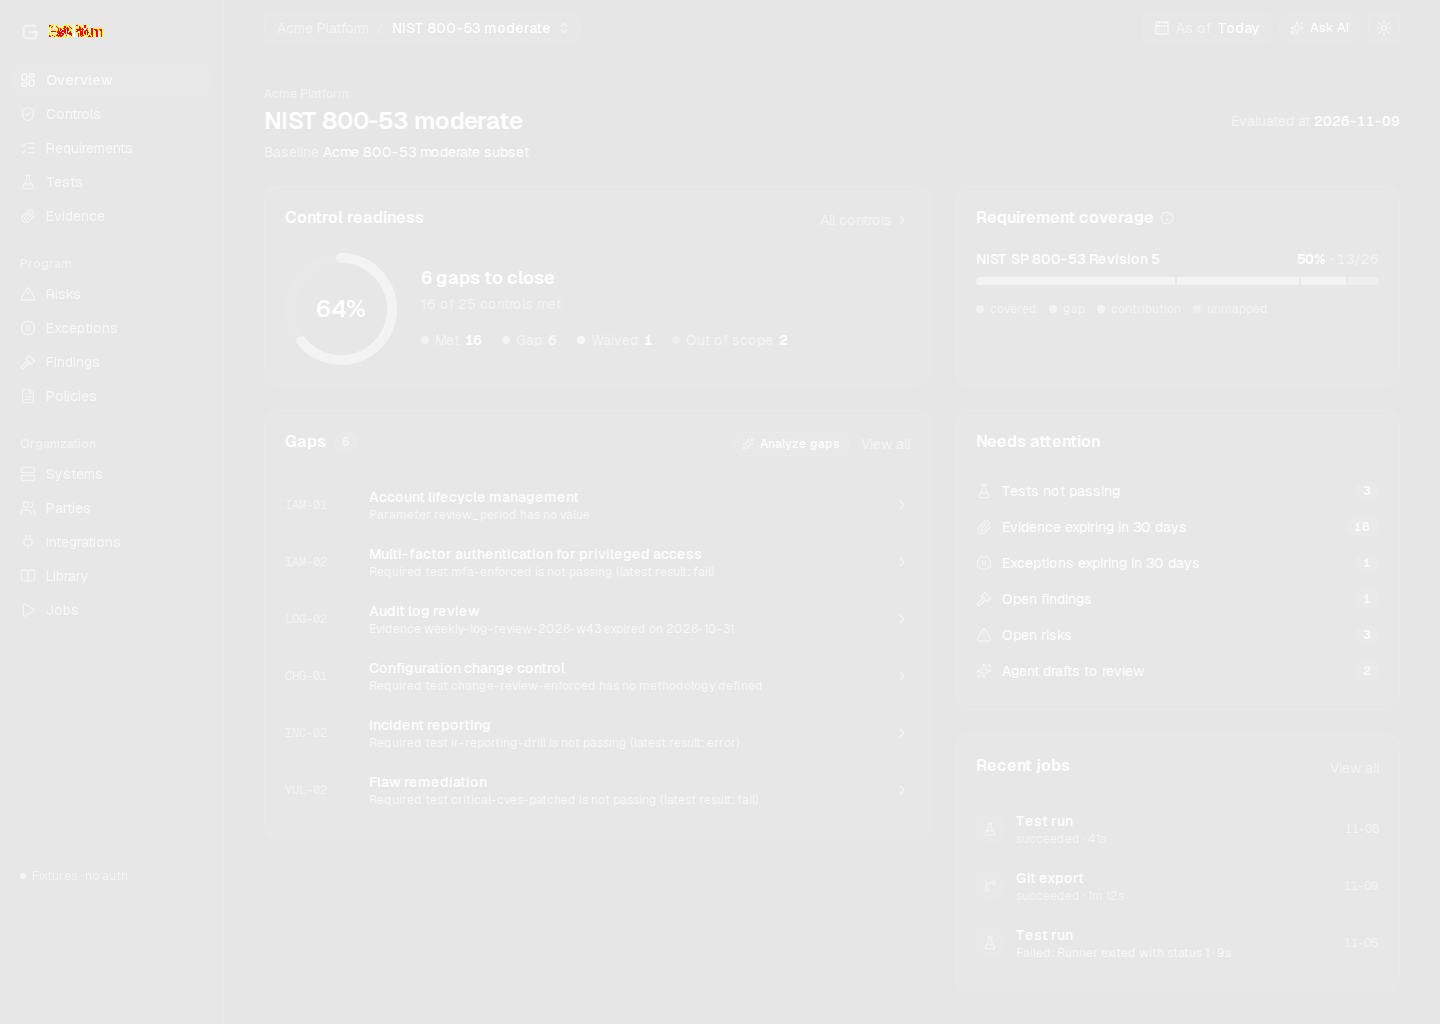 G
Acme Platform / NIST 800-53 moderate
As of Today
Ask AI
Overview
Controls
Requirements
Tests
Evidence
Program
Risks
Exceptions
Findings
Policies
Organization
Systems
Parties
Integrations
Library
Jobs
Fixtures · no auth
Acme Platform
NIST 800-53 moderate
Evaluated at 2026-11-09
Baseline Acme 800-53 moderate subset
Control readiness
All controls
64%
6 gaps to close
16 of 25 controls met
Met 16 Gap 6 Waived 1 Out of scope 2
Requirement coverage
NIST SP 800-53 Revision 5 50% · 13/26
covered gap contribution unmapped
Gaps 6
Analyze gaps View all
IAM-01 Account lifecycle management
Parameter review_period has no value
IAM-02 Multi-factor authentication for privileged access
Required test mfa-enforced is not passing (latest result: fail)
LOG-02 Audit log review
Evidence weekly-log-review-2026-w43 expired on 2026-10-31
CHG-01 Configuration change control
Required test change-review-enforced has no methodology defined
INC-02 Incident reporting
Required test ir-reporting-drill is not passing (latest result: error)
VUL-02 Flaw remediation
Required test critical-cves-patched is not passing (latest result: fail)
Needs attention
Tests not passing 3
Evidence expiring in 30 days 18
Exceptions expiring in 30 days 1
Open findings 1
Open risks 3
Agent drafts to review 2
Recent jobs View all
Test run
succeeded · 41s
Git export
succeeded · 1m 12s
11-09
Test run
Failed: Runner exited with status 1 · 9s